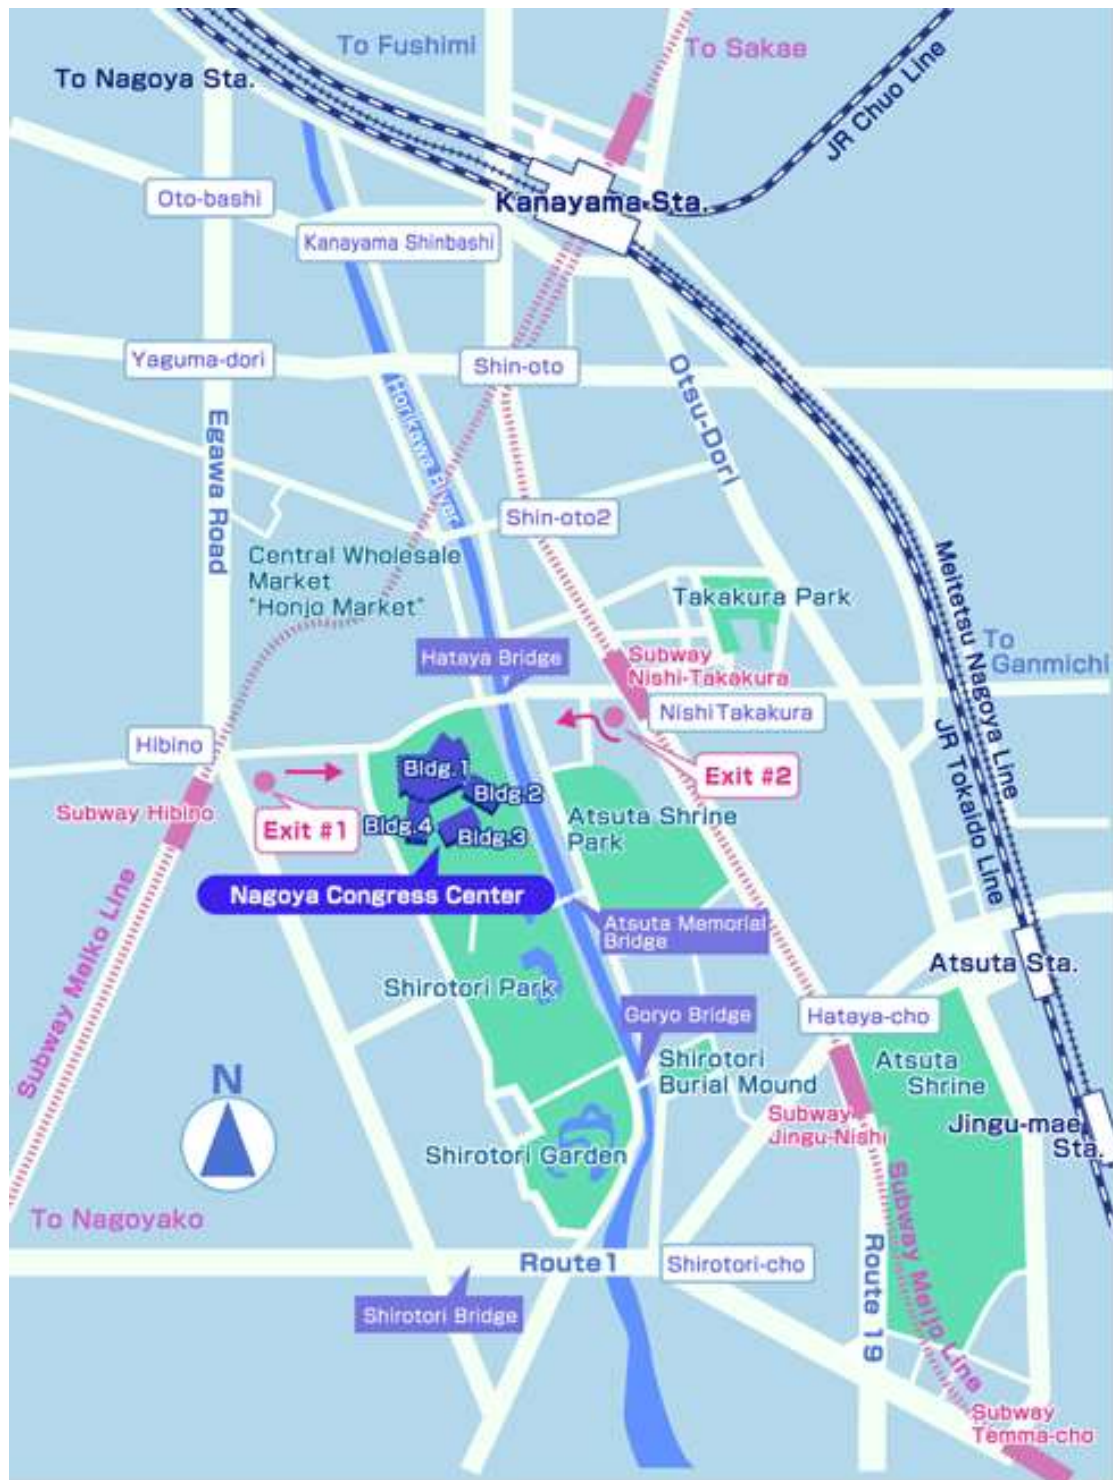 To Fushimi
To Sakae
To Nagoya Sta.
JR Chuo Line
Oto-bashi
Kanayama Sta.
Kanayama Shinbashi
Yaguma-dori
Shin-oto
Otsu-Dori
Horikawa River
Egawa Road
Shin-oto2
Central Wholesale
Market
"Honjo Market"
Takakura Park
Meitetsu Nagoya Line
To
Ganmichi
Hataya Bridge
Subway
Nishi-Takakura
Nishi Takakura
Hibino
JR Tokaido Line
Bldg.1
Exit #2
Bldg.2
Subway Hibino
Exit #1
Bldg.4
Bldg.3
Atsuta Shrine
Park
Nagoya Congress Center
Subway Meiko Line
Atsuta Memorial
Bridge
Atsuta Sta.
Shirotori Park
Goryo Bridge
Hataya-cho
N
Shirotori
Burial Mound
Atsuta
Shrine
Subway
Jingu-Nishi
Jingu-mae
Sta.
Shirotori Garden
Subway Meijo Line
To Nagoyako
Route 1
Shirotori-cho
Route 19
Shirotori Bridge
Subway
Temma-cho